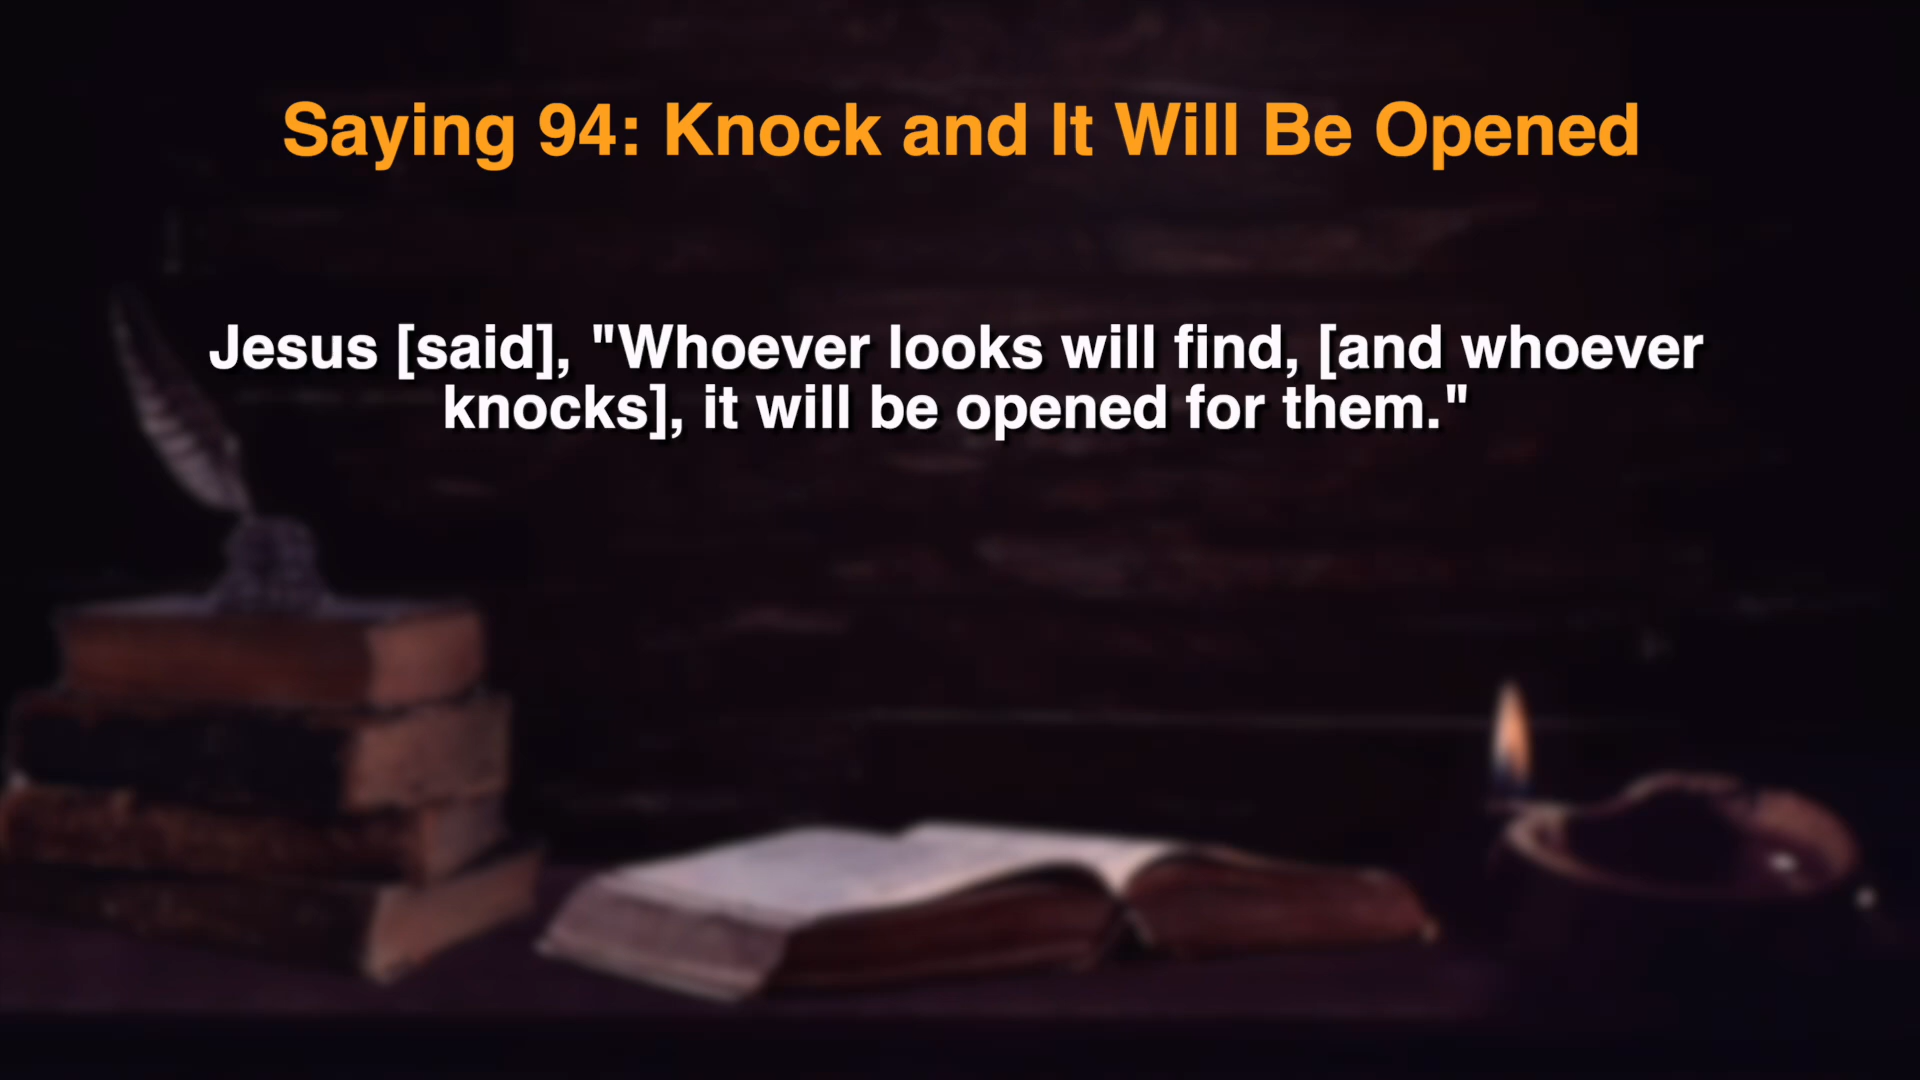 Saying 94: Knock and It Will Be Opened
Jesus [said], "Whoever looks will find, [and whoever
knocks], it will be opened for them."